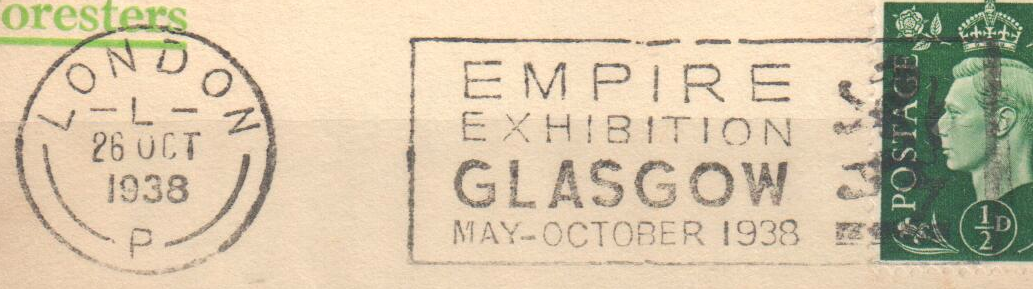 oresters
LONDON
-L-
26 OCT
1938
P
EMPIRE
EXHIBITION
GLASGOW
MAY-OCTOBER 1938
POSTAGE
½D